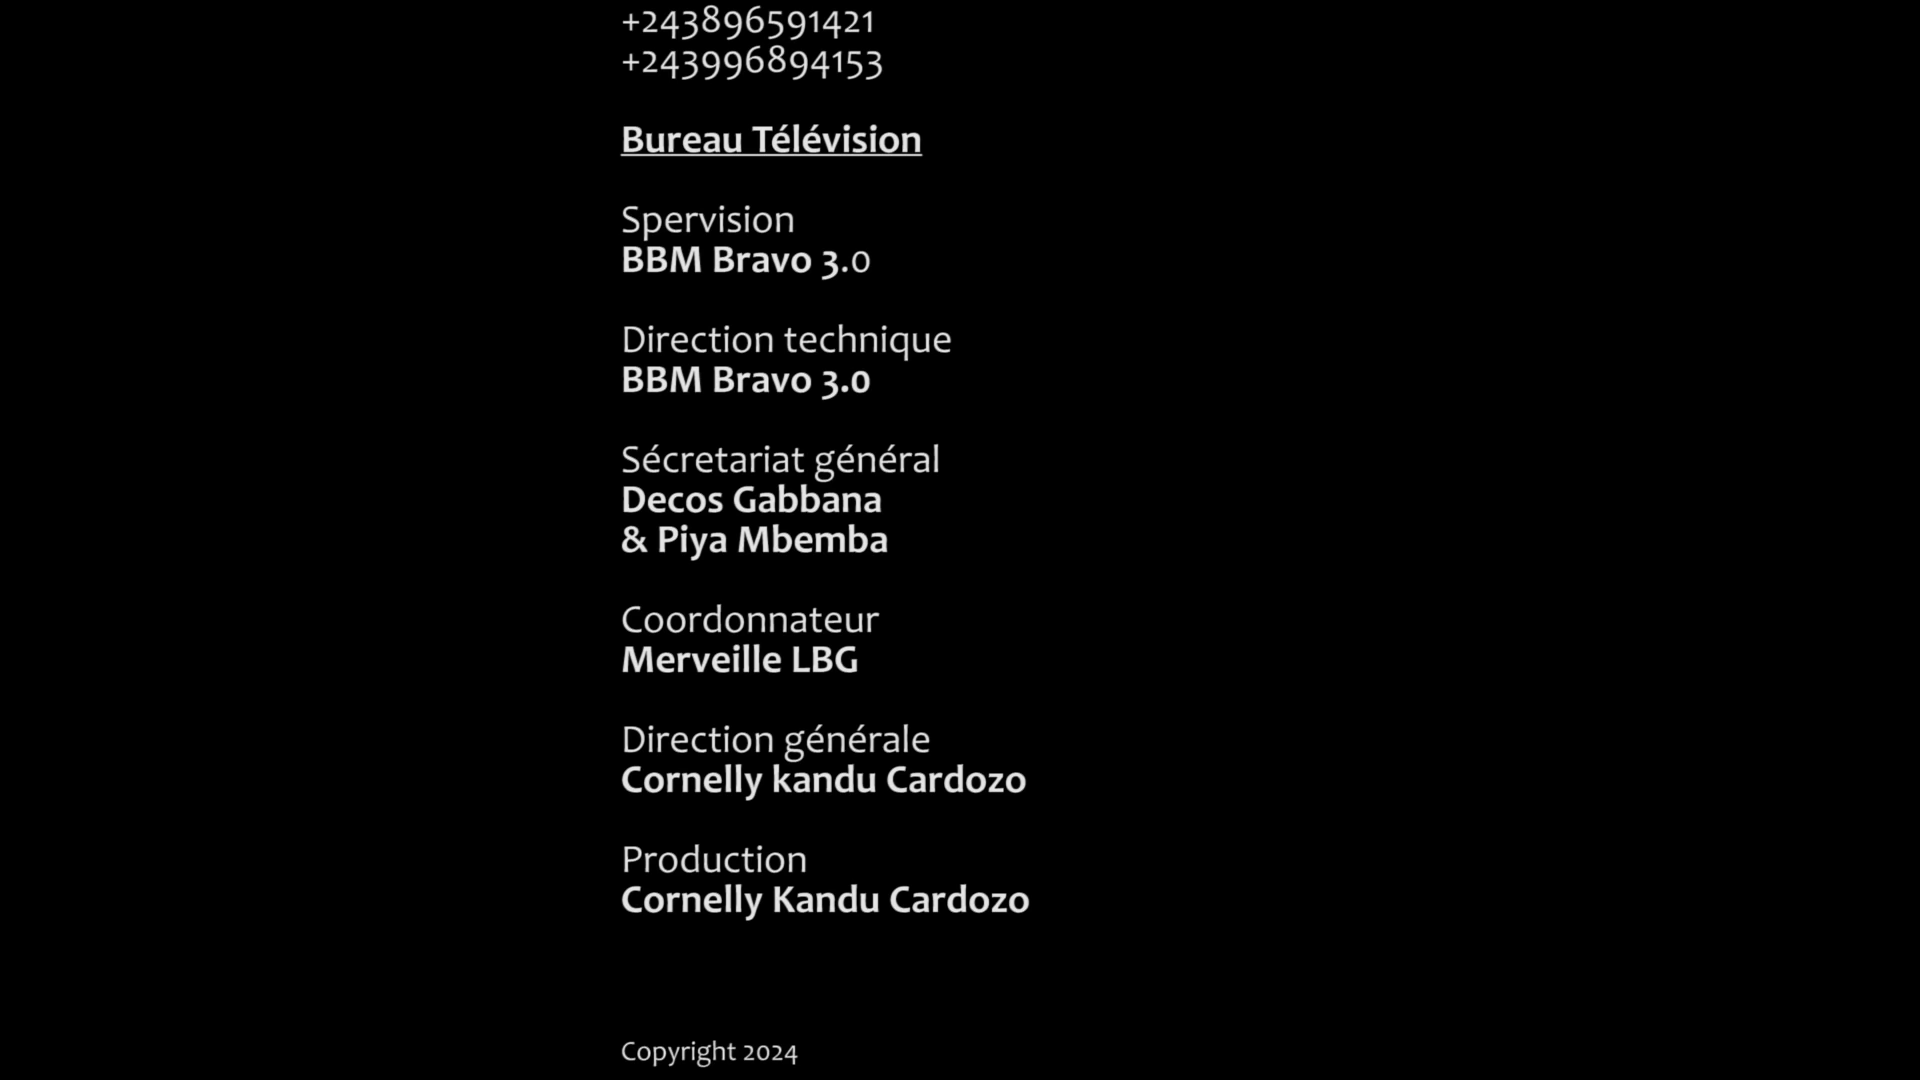 +243896591421
+243996894153
Bureau Télévision
Spervision
BBM Bravo 3.0
Direction technique
BBM Bravo 3.0
Sécretariat général
Decos Gabbana
& Piya Mbemba
Coordonnateur
Merveille LBG
Direction générale
Cornelly kandu Cardozo
Production
Cornelly Kandu Cardozo
Copyright 2024